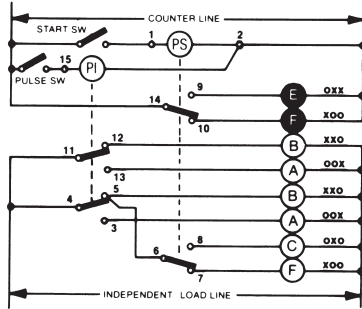 COUNTER LINE
START SW
1 PS 2
15 PI
PULSE SW
9 E OXX
14
10 F XOO
12 B XXO
11
13 A OOX
5 B XXO
4
3 A OOX
8 C OXO
6
7 F XOO
INDEPENDENT LOAD LINE